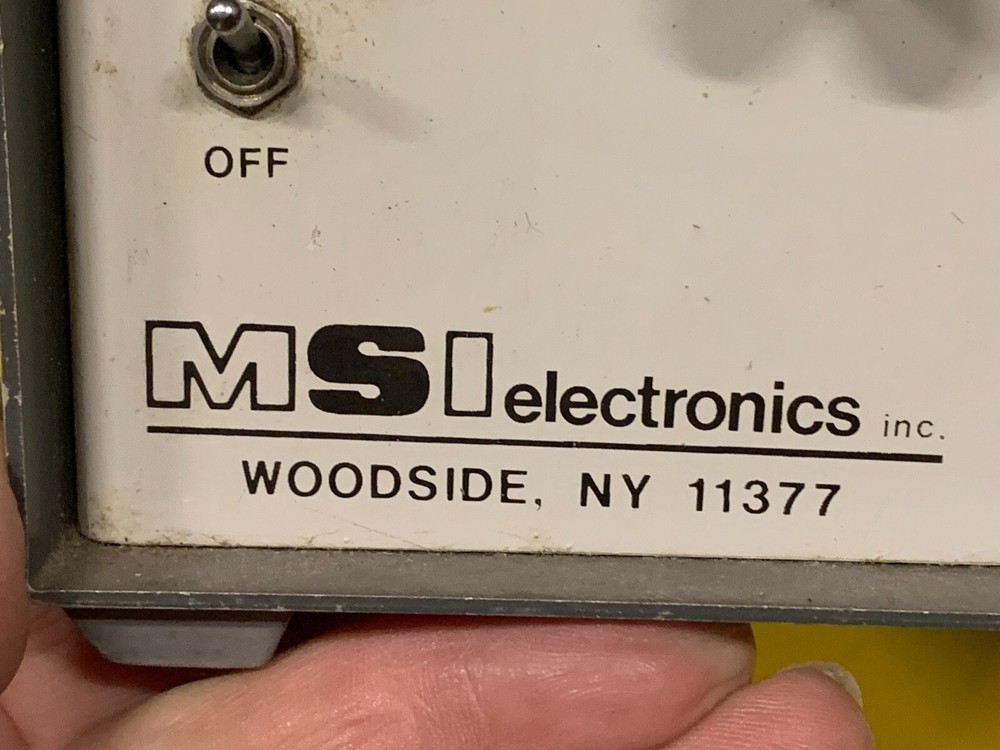 OFF
MSI electronics inc.
WOODSIDE, NY 11377